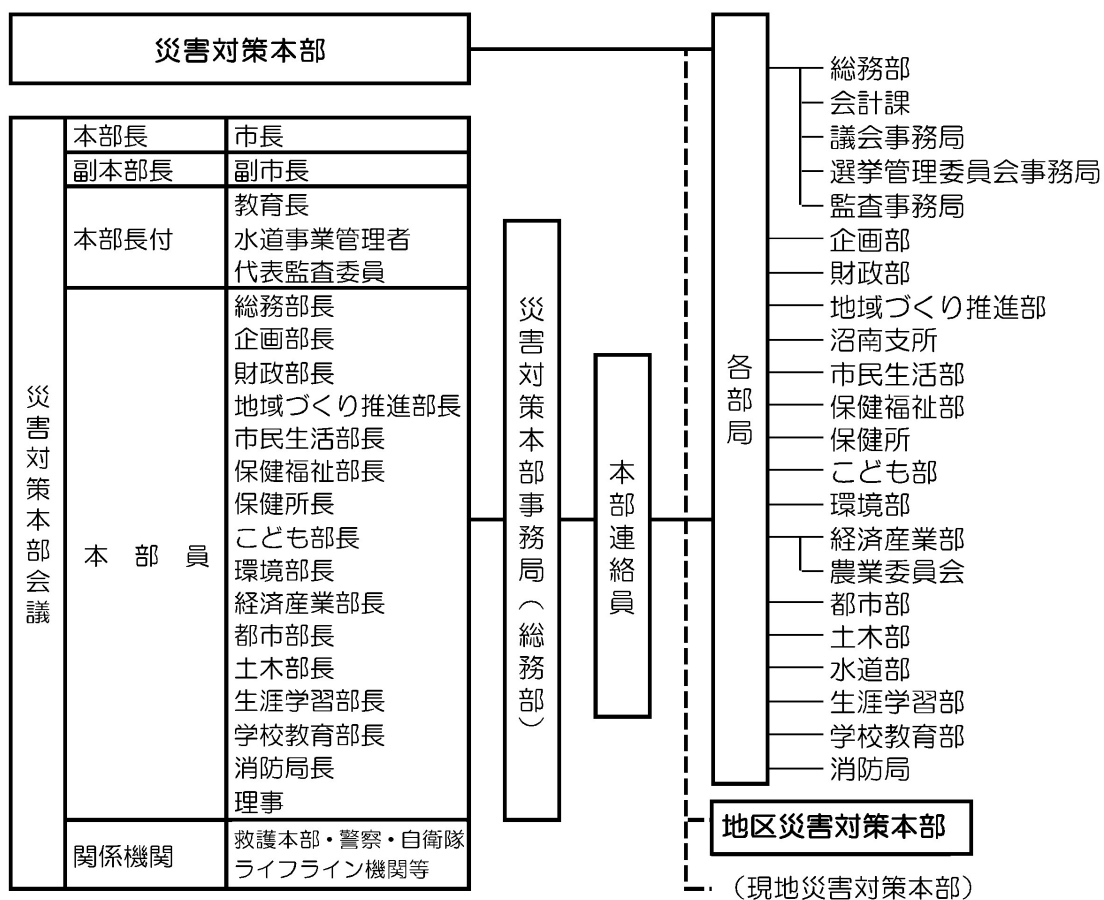 災害対策本部
災害対策本部会議
本部長
市長
副本部長
副市長
本部長付
教育長
水道事業管理者
代表監査委員
本部員
総務部長
企画部長
財政部長
地域づくり推進部長
市民生活部長
保健福祉部長
保健所長
こども部長
環境部長
経済産業部長
都市部長
土木部長
生涯学習部長
学校教育部長
消防局長
理事
関係機関
救護本部・警察・自衛隊
ライフライン機関等
災害対策本部事務局(総務部)
本部連絡員
各部局
総務部
会計課
議会事務局
選挙管理委員会事務局
監査事務局
企画部
財政部
地域づくり推進部
沼南支所
市民生活部
保健福祉部
保健所
こども部
環境部
経済産業部
農業委員会
都市部
土木部
水道部
生涯学習部
学校教育部
消防局
地区災害対策本部
(現地災害対策本部)